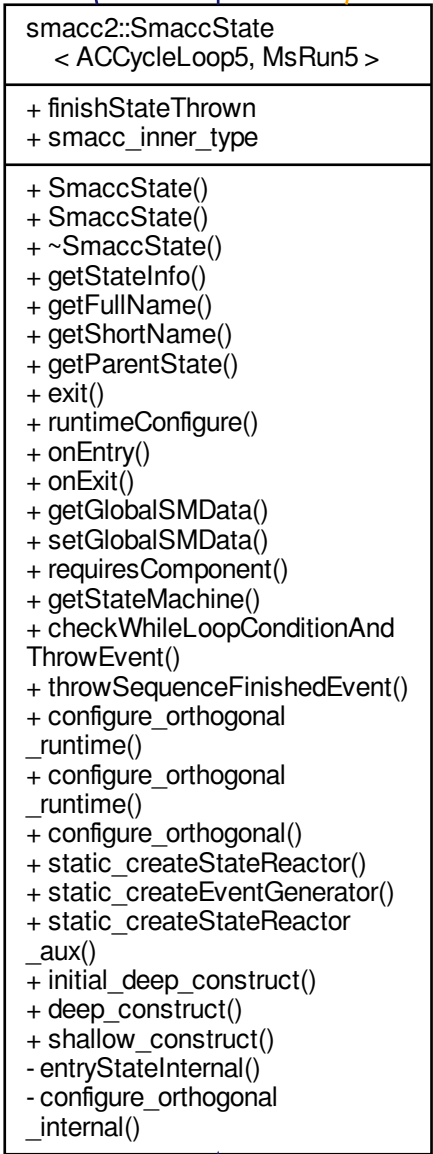 smacc2::SmaccState
< ACCycleLoop5, MsRun5 >
+ finishStateThrown
+ smacc_inner_type
+ SmaccState()
+ SmaccState()
+ ~SmaccState()
+ getStateInfo()
+ getFullName()
+ getShortName()
+ getParentState()
+ exit()
+ runtimeConfigure()
+ onEntry()
+ onExit()
+ getGlobalSMData()
+ setGlobalSMData()
+ requiresComponent()
+ getStateMachine()
+ checkWhileLoopConditionAnd
ThrowEvent()
+ throwSequenceFinishedEvent()
+ configure_orthogonal
_runtime()
+ configure_orthogonal
_runtime()
+ configure_orthogonal()
+ static_createStateReactor()
+ static_createEventGenerator()
+ static_createStateReactor
_aux()
+ initial_deep_construct()
+ deep_construct()
+ shallow_construct()
- entryStateInternal()
- configure_orthogonal
_internal()